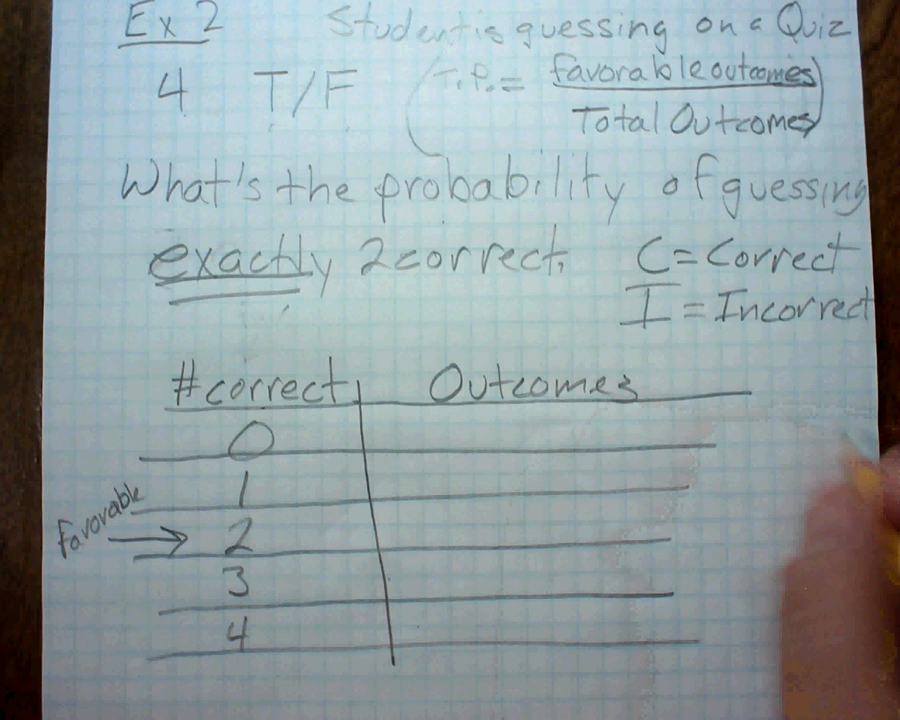 Ex 2 Student is guessing on a Quiz
4 T/F (T.P. = favorable outcomes
Total Outcomes)
What's the probability of guessing
exactly 2 correct. C = Correct
I = Incorrect
#correct Outcomes
0
1
favorable → 2
3
4